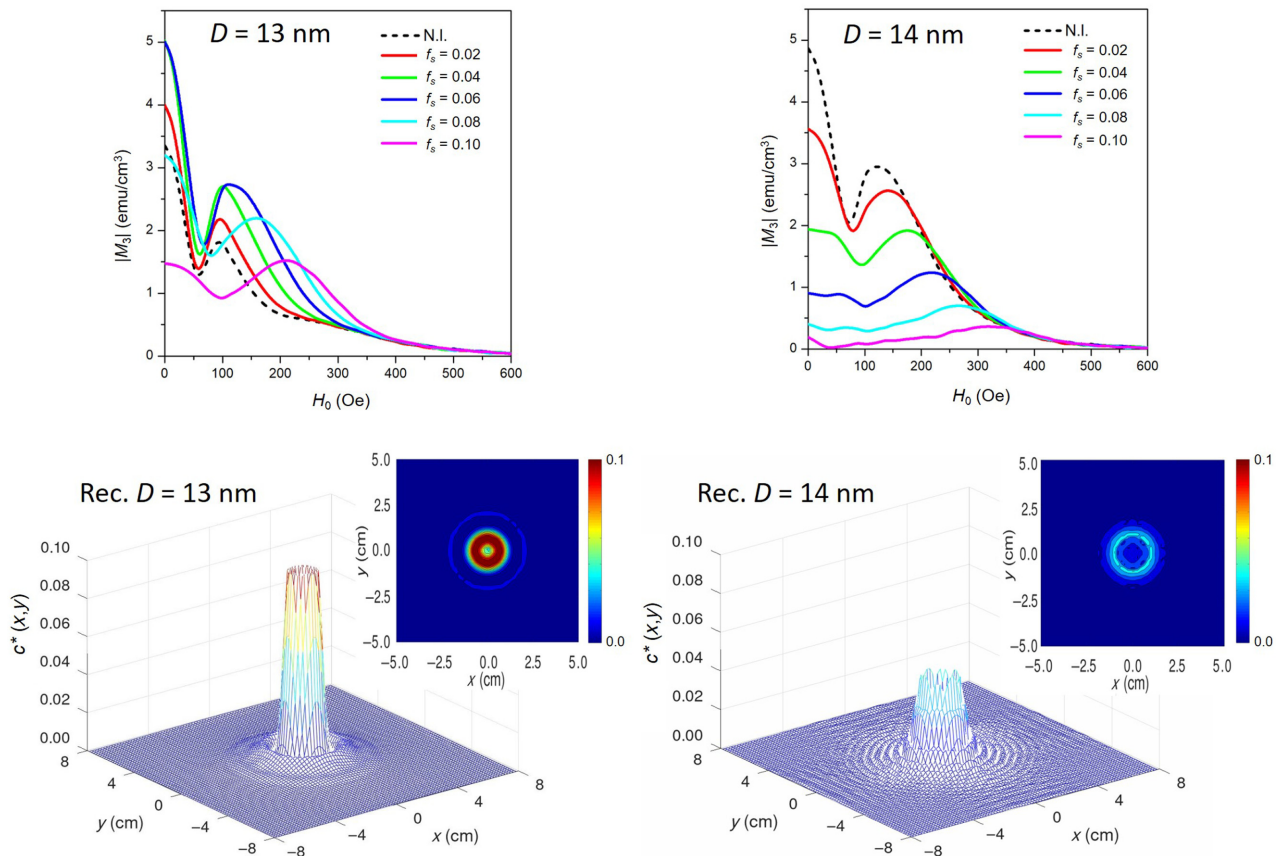 D = 13 nm
N.I.
fs = 0.02
fs = 0.04
fs = 0.06
fs = 0.08
fs = 0.10
5
4
3
2
1
0
|M3| (emu/cm3)
0 100 200 300 400 500 600
H0 (Oe)
D = 14 nm
N.I.
fs = 0.02
fs = 0.04
fs = 0.06
fs = 0.08
fs = 0.10
5
4
3
2
1
0
|M3| (emu/cm3)
0 100 200 300 400 500 600
H0 (Oe)
Rec. D = 13 nm
5.0
2.5
0.0
−2.5
−5.0
y (cm)
−5.0 −2.5 0.0 2.5 5.0
x (cm)
0.1
0.0
0.10
0.08
0.06
0.04
0.02
0.00
c* (x,y)
8
4
0
−4
−8
y (cm)
−8
−4
0
4
8
x (cm)
Rec. D = 14 nm
5.0
2.5
0.0
−2.5
−5.0
y (cm)
−5.0 −2.5 0.0 2.5 5.0
x (cm)
0.1
0.0
0.10
0.08
0.06
0.04
0.02
0.00
c* (x,y)
8
4
0
−4
−8
y (cm)
−8
−4
0
4
8
x (cm)